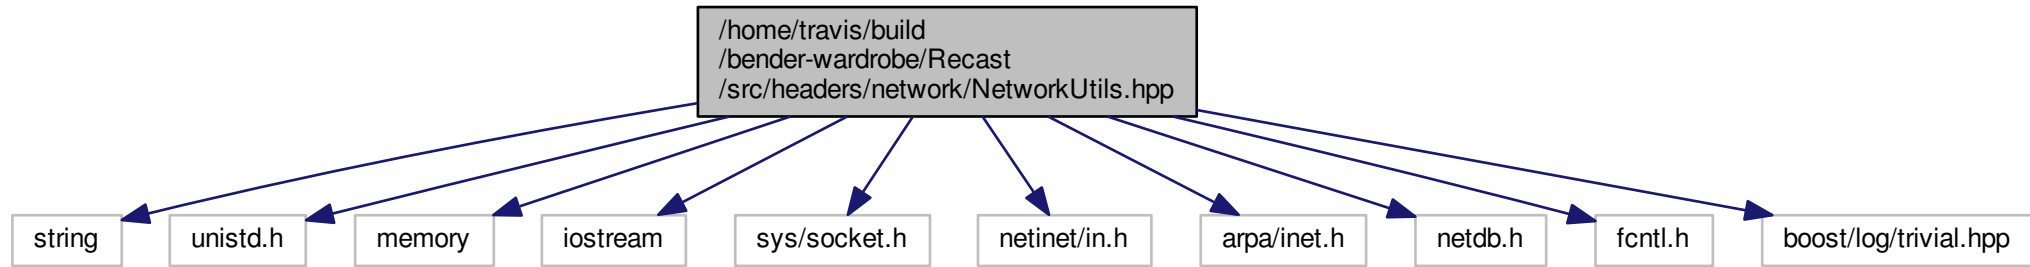 /home/travis/build
/bender-wardrobe/Recast
/src/headers/network/NetworkUtils.hpp
string
unistd.h
memory
iostream
sys/socket.h
netinet/in.h
arpa/inet.h
netdb.h
fcntl.h
boost/log/trivial.hpp